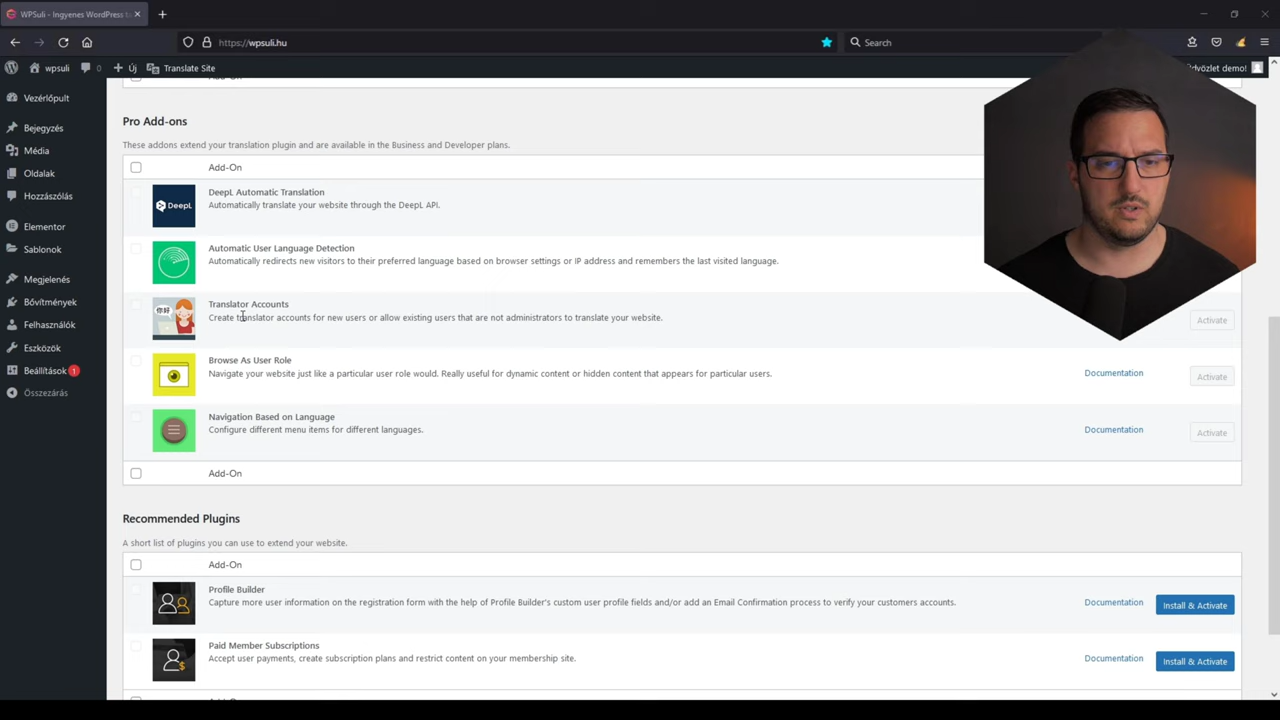 WPSuli - Ingyenes WordPress t
https://wpsuli.hu
Search
wpsuli
0
Új
Translate Site
Üdvözlet demo!
Vezérlőpult
Bejegyzés
Média
Oldalak
Hozzászólás
Elementor
Sablonok
Megjelenés
Bővítmények
Felhasználók
Eszközök
Beállítások 1
Összezárás
Add-On
Pro Add-ons
These addons extend your translation plugin and are available in the Business and Developer plans.
Add-On
DeepL
DeepL Automatic Translation
Automatically translate your website through the DeepL API.
Automatic User Language Detection
Automatically redirects new visitors to their preferred language based on browser settings or IP address and remembers the last visited language.
你好
Translator Accounts
Create translator accounts for new users or allow existing users that are not administrators to translate your website.
Activate
Browse As User Role
Navigate your website just like a particular user role would. Really useful for dynamic content or hidden content that appears for particular users.
Documentation
Activate
Navigation Based on Language
Configure different menu items for different languages.
Documentation
Activate
Add-On
Recommended Plugins
A short list of plugins you can use to extend your website.
Add-On
Profile Builder
Capture more user information on the registration form with the help of Profile Builder's custom user profile fields and/or add an Email Confirmation process to verify your customers accounts.
Documentation
Install & Activate
Paid Member Subscriptions
Accept user payments, create subscription plans and restrict content on your membership site.
Documentation
Install & Activate